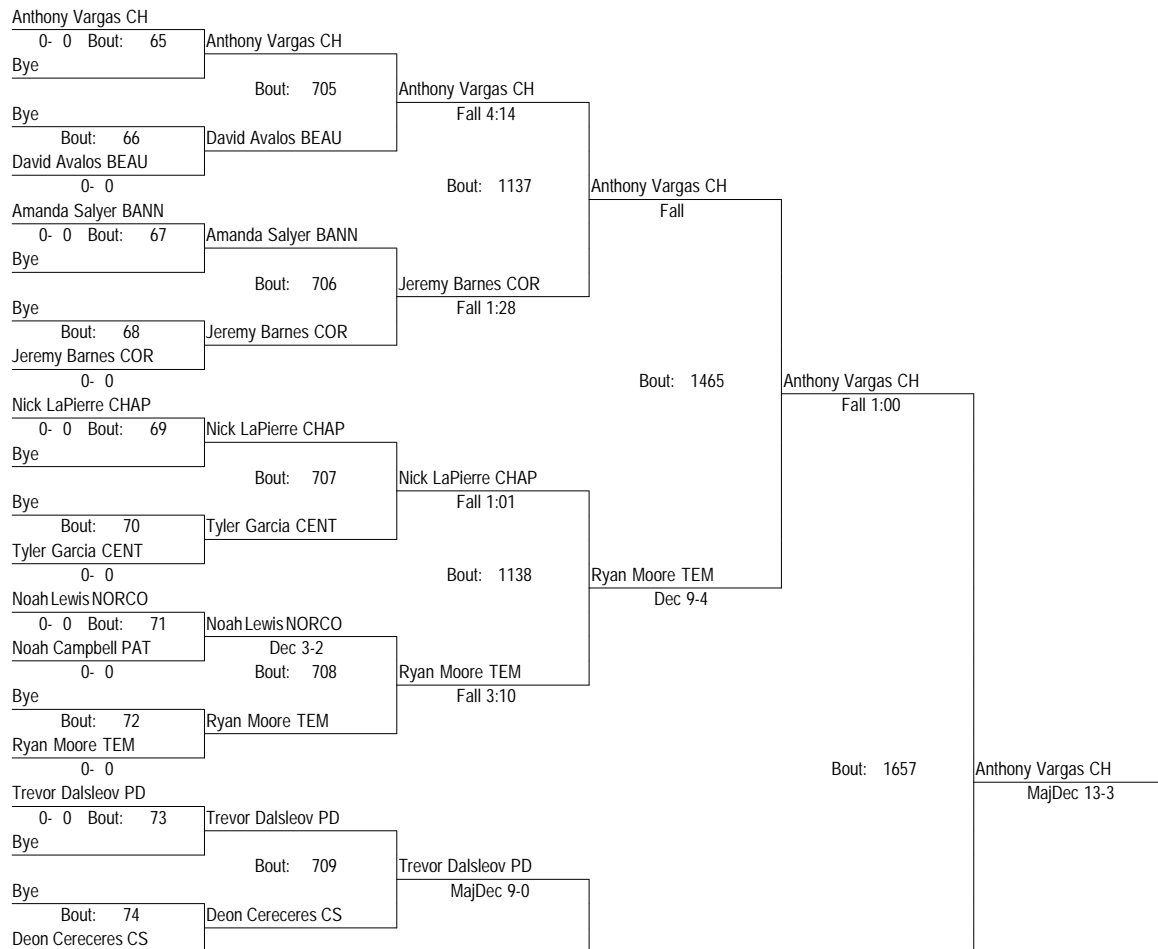 Anthony Vargas CH
0- 0 Bout: 65 Anthony Vargas CH
Bye
Bout: 705 Anthony Vargas CH
Bye Fall 4:14
Bout: 66 David Avalos BEAU
David Avalos BEAU
0- 0 Bout: 1137 Anthony Vargas CH
Amanda Salyer BANN Fall
0- 0 Bout: 67 Amanda Salyer BANN
Bye
Bout: 706 Jeremy Barnes COR
Bye Fall 1:28
Bout: 68 Jeremy Barnes COR
Jeremy Barnes COR
0- 0 Bout: 1465 Anthony Vargas CH
Nick LaPierre CHAP Fall 1:00
0- 0 Bout: 69 Nick LaPierre CHAP
Bye
Bout: 707 Nick LaPierre CHAP
Bye Fall 1:01
Bout: 70 Tyler Garcia CENT
Tyler Garcia CENT
0- 0 Bout: 1138 Ryan Moore TEM
Noah Lewis NORCO Dec 9-4
0- 0 Bout: 71 Noah Lewis NORCO
Noah Campbell PAT Dec 3-2
0- 0 Bout: 708 Ryan Moore TEM
Bye Fall 3:10
Bout: 72 Ryan Moore TEM
Ryan Moore TEM
0- 0 Bout: 1657 Anthony Vargas CH
Trevor Dalsleov PD MajDec 13-3
0- 0 Bout: 73 Trevor Dalsleov PD
Bye
Bout: 709 Trevor Dalsleov PD
Bye MajDec 9-0
Bout: 74 Deon Cereceres CS
Deon Cereceres CS